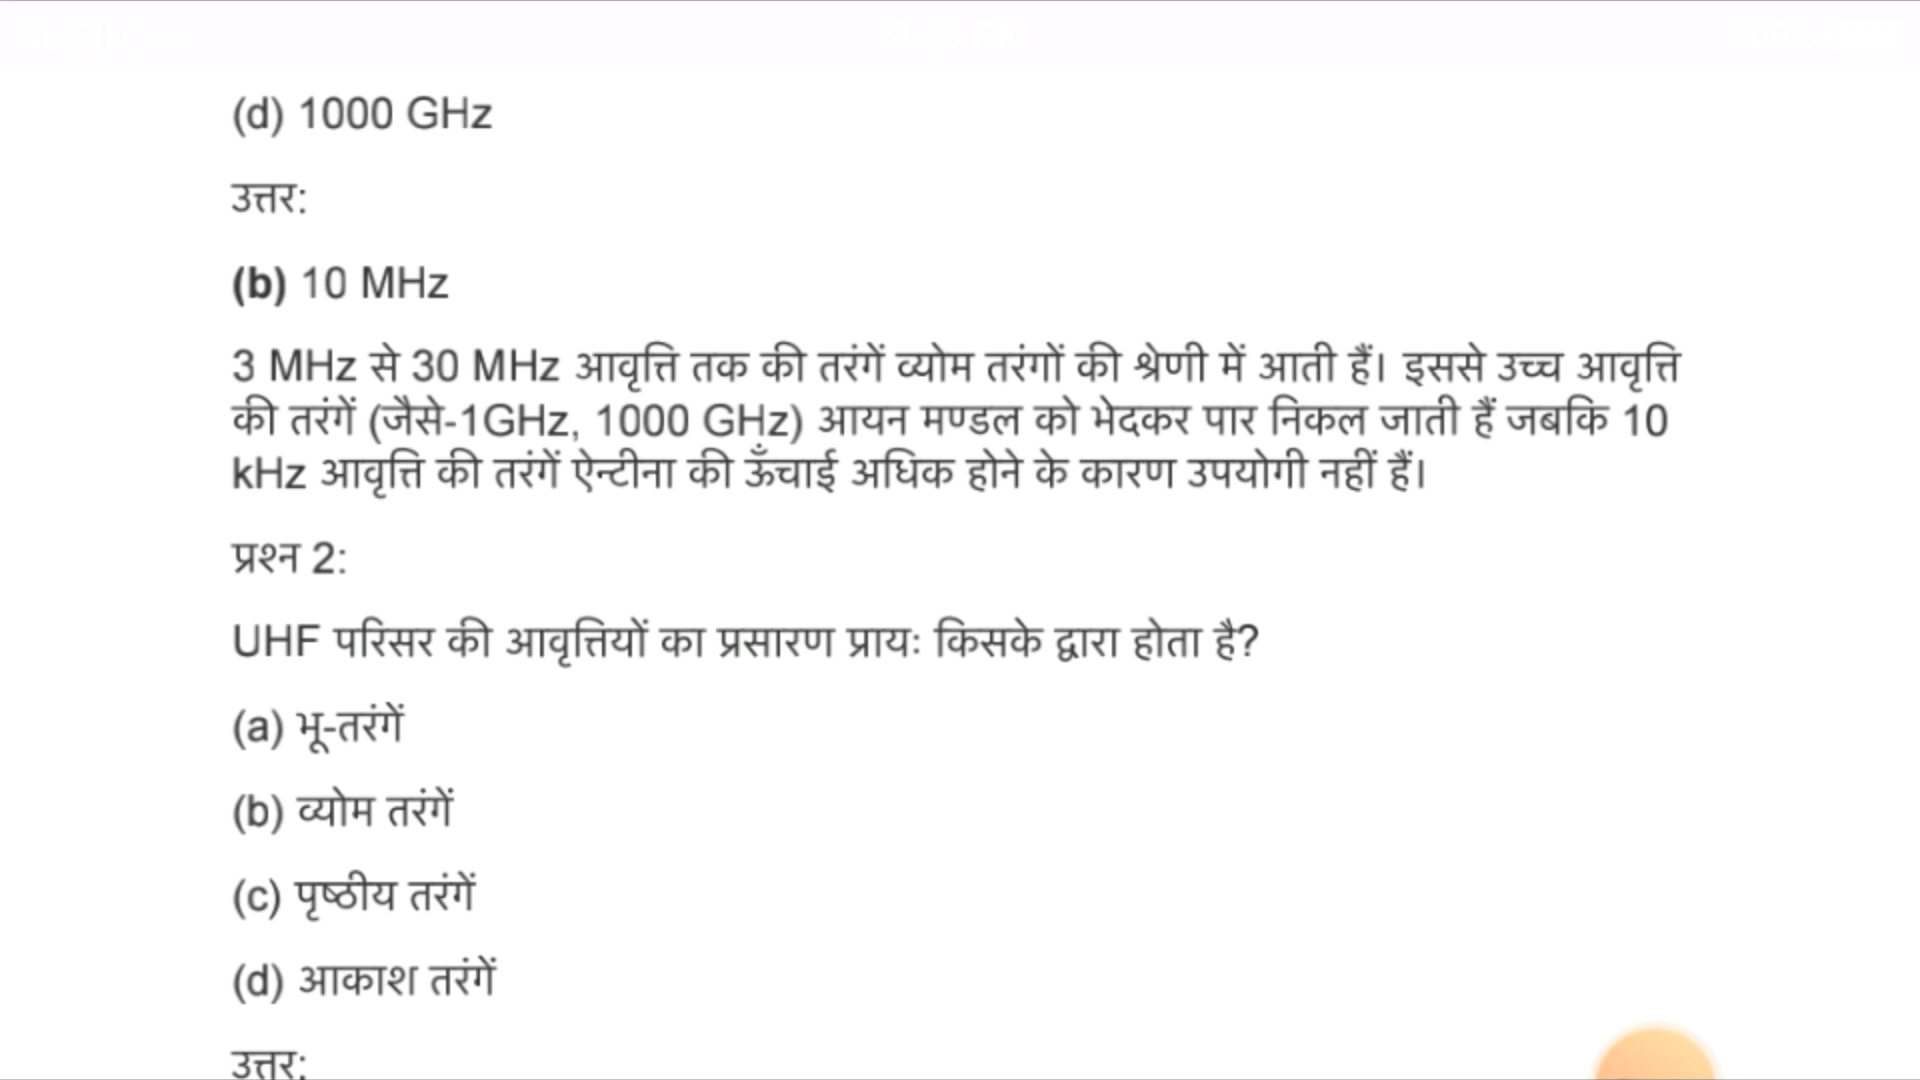 (d) 1000 GHz
उत्तर:
(b) 10 MHz
3 MHz से 30 MHz आवृत्ति तक की तरंगें व्योम तरंगों की श्रेणी में आती हैं। इससे उच्च आवृत्ति
की तरंगें (जैसे-1GHz, 1000 GHz) आयन मण्डल को भेदकर पार निकल जाती हैं जबकि 10
kHz आवृत्ति की तरंगें ऐन्टीना की ऊँचाई अधिक होने के कारण उपयोगी नहीं हैं।
प्रश्न 2:
UHF परिसर की आवृत्तियों का प्रसारण प्रायः किसके द्वारा होता है?
(a) भू-तरंगें
(b) व्योम तरंगें
(c) पृष्ठीय तरंगें
(d) आकाश तरंगें
उत्तर: